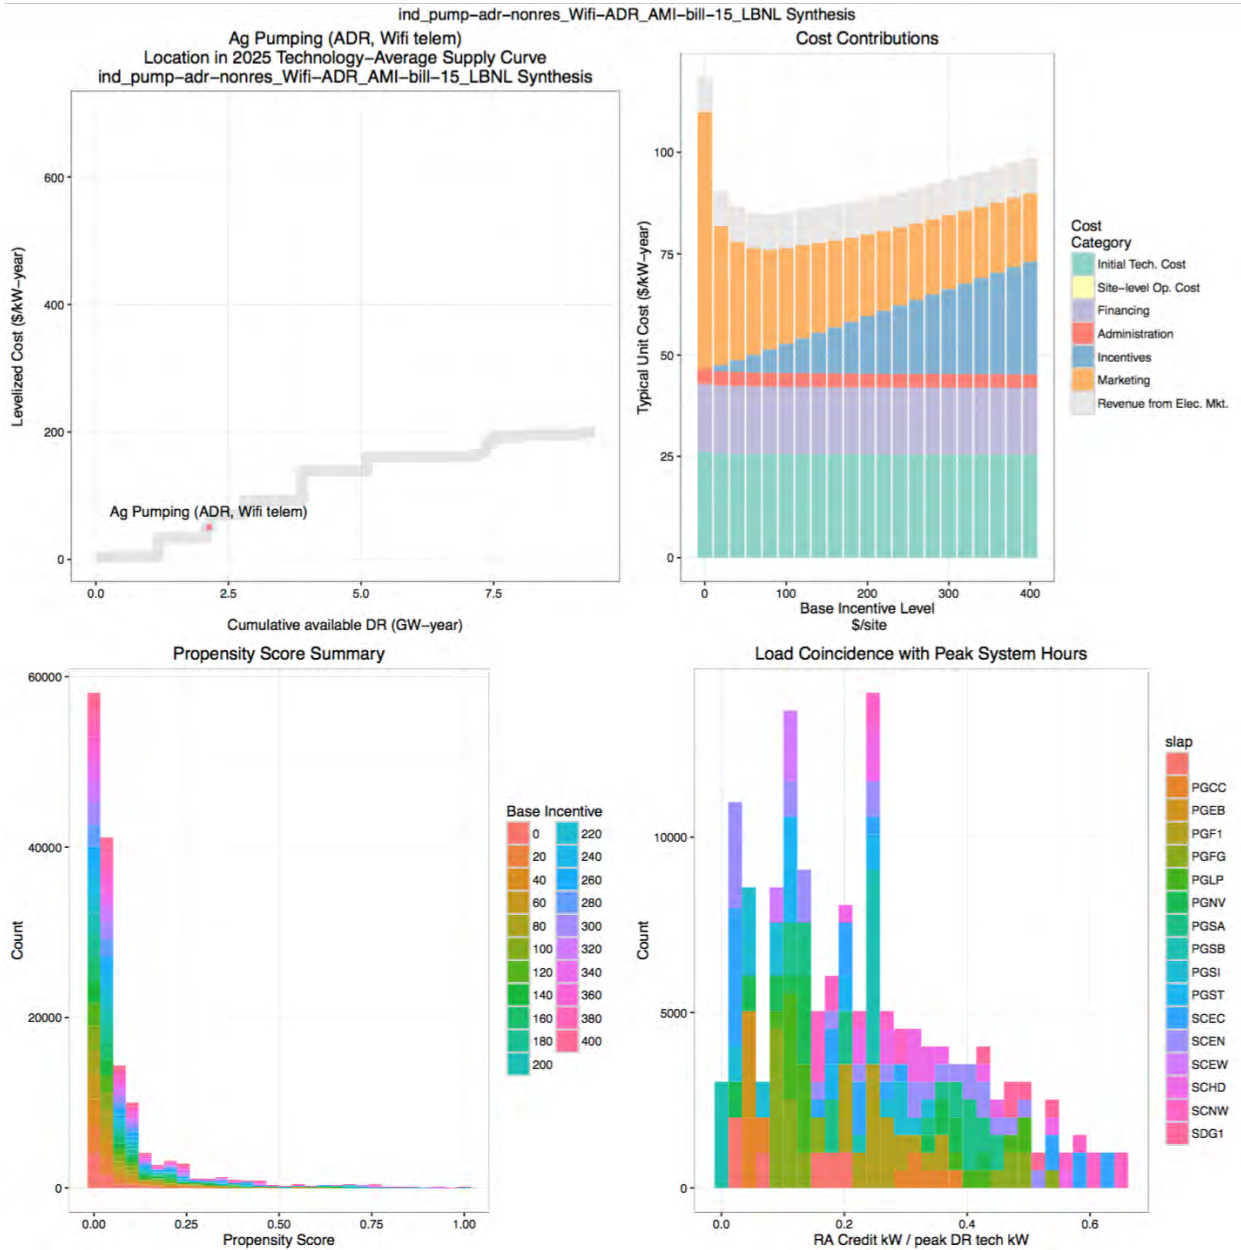 ind_pump-adr-nonres_Wifi-ADR_AMI-bill-15_LBNL Synthesis
Ag Pumping (ADR, Wifi telem)
Location in 2025 Technology-Average Supply Curve
ind_pump-adr-nonres_Wifi-ADR_AMI-bill-15_LBNL Synthesis
Levelized Cost ($/kW-year)
600
400
200
0
Ag Pumping (ADR, Wifi telem)
0.0 2.5 5.0 7.5
Cumulative available DR (GW-year)
Cost Contributions
Typical Unit Cost ($/kW-year)
100
75
50
25
0
0 100 200 300 400
Base Incentive Level
$/site
Cost
Category
Initial Tech. Cost
Site-level Op. Cost
Financing
Administration
Incentives
Marketing
Revenue from Elec. Mkt.
Propensity Score Summary
Count
60000
40000
20000
0
0.00 0.25 0.50 0.75 1.00
Propensity Score
Base Incentive
0 220
20 240
40 260
60 280
80 300
100 320
120 340
140 360
160 380
180 400
200
Load Coincidence with Peak System Hours
Count
10000
5000
0
0.0 0.2 0.4 0.6
RA Credit kW / peak DR tech kW
slap
PGCC
PGEB
PGF1
PGFG
PGLP
PGNV
PGSA
PGSB
PGSI
PGST
SCEC
SCEN
SCEW
SCHD
SCNW
SDG1